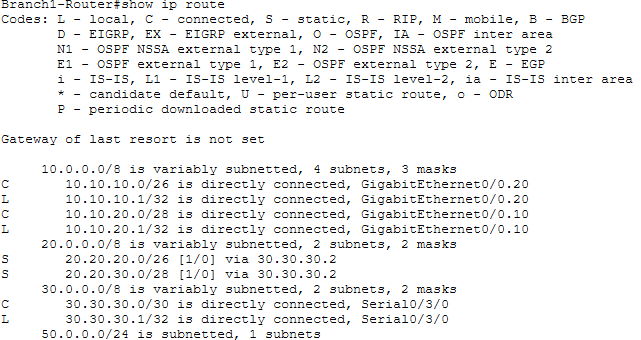 Branch1-Router#show ip route
Codes: L - local, C - connected, S - static, R - RIP, M - mobile, B - BGP
       D - EIGRP, EX - EIGRP external, O - OSPF, IA - OSPF inter area
       N1 - OSPF NSSA external type 1, N2 - OSPF NSSA external type 2
       E1 - OSPF external type 1, E2 - OSPF external type 2, E - EGP
       i - IS-IS, L1 - IS-IS level-1, L2 - IS-IS level-2, ia - IS-IS inter area
       * - candidate default, U - per-user static route, o - ODR
       P - periodic downloaded static route

Gateway of last resort is not set

     10.0.0.0/8 is variably subnetted, 4 subnets, 3 masks
C       10.10.10.0/26 is directly connected, GigabitEthernet0/0.20
L       10.10.10.1/32 is directly connected, GigabitEthernet0/0.20
C       10.10.20.0/28 is directly connected, GigabitEthernet0/0.10
L       10.10.20.1/32 is directly connected, GigabitEthernet0/0.10
     20.0.0.0/8 is variably subnetted, 2 subnets, 2 masks
S       20.20.20.0/26 [1/0] via 30.30.30.2
S       20.20.30.0/28 [1/0] via 30.30.30.2
     30.0.0.0/8 is variably subnetted, 2 subnets, 2 masks
C       30.30.30.0/30 is directly connected, Serial0/3/0
L       30.30.30.1/32 is directly connected, Serial0/3/0
     50.0.0.0/24 is subnetted, 1 subnets